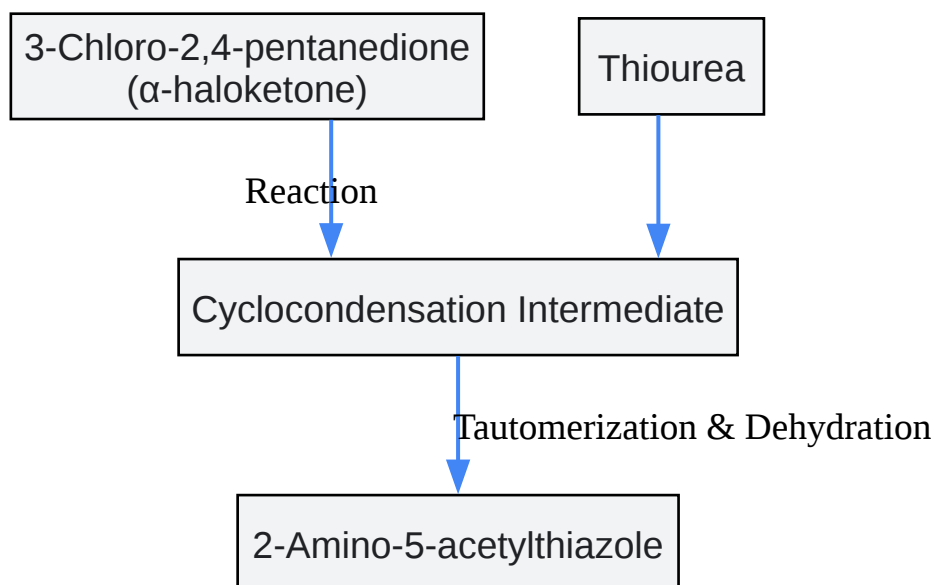 3-Chloro-2,4-pentanedione
(α-haloketone)
Thiourea
Reaction
Cyclocondensation Intermediate
Tautomerization & Dehydration
2-Amino-5-acetylthiazole